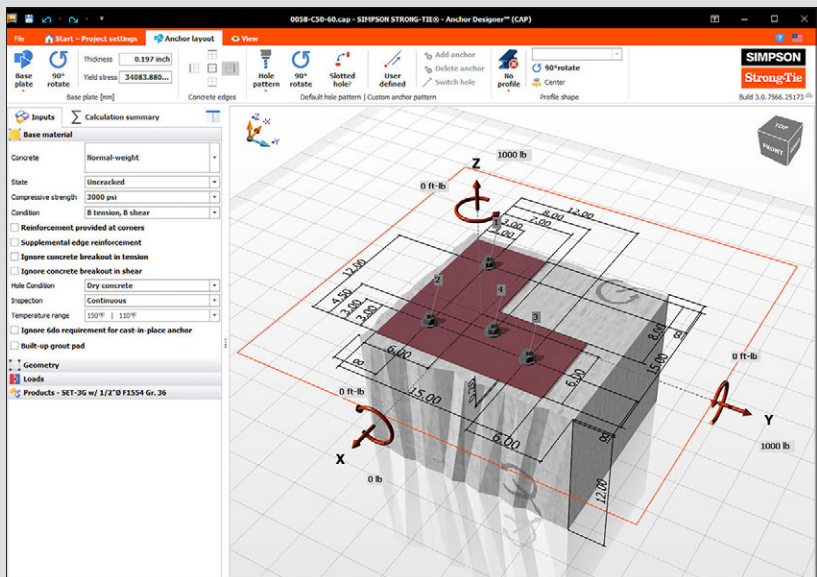 0058-C50-60.cap - SIMPSON STRONG-TIE® - Anchor Designer™ (CAP)
File
Start - Project settings
Anchor layout
View
Base plate
90° rotate
Thickness 0.197 inch
Yield stress 34083.880...
Base plate [mm]
Concrete edges
Hole pattern
90° rotate
Slotted hole?
User defined
Add anchor
Delete anchor
Switch hole
Default hole pattern | Custom anchor pattern
No profile
90°rotate
Center
Profile shape
SIMPSON
Strong-Tie
Build 3.0.7566.25173
Inputs
Calculation summary
Base material
Concrete Normal-weight
State Uncracked
Compressive strength 3000 psi
Condition B tension, B shear
Reinforcement provided at corners
Supplemental edge reinforcement
Ignore concrete breakout in tension
Ignore concrete breakout in shear
Hole Condition Dry concrete
Inspection Continuous
Temperature range 150°F | 110°F
Ignore 6do requirement for cast-in-place anchor
Built-up grout pad
Geometry
Loads
Products - SET-3G w/ 1/2"Ø F1554 Gr. 36
-Z
-X
+Y
TOP
FRONT
Z
1000 lb
0 ft-lb
12.00
8.00
2.00
3.00
1
12.00
4.50
3.00
3.00
2
4
3
6.00
8
15.00
6.00
6.00
8.00
8
15.00
8
12.00
0 ft-lb
X
0 lb
0 ft-lb
Y
1000 lb